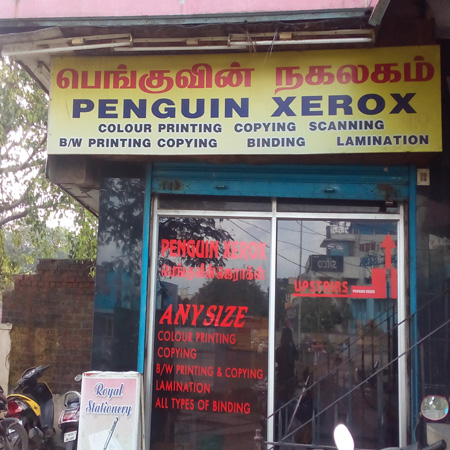 பெங்குவின் நகலகம்
PENGUIN XEROX
COLOUR PRINTING COPYING SCANNING
B/W PRINTING COPYING BINDING LAMINATION
PENGUIN XEROX
ANY SIZE
COLOUR PRINTING
COPYING
B/W PRINTING & COPYING
LAMINATION
ALL TYPES OF BINDING
UPSTAIRS
Royal
Stationery